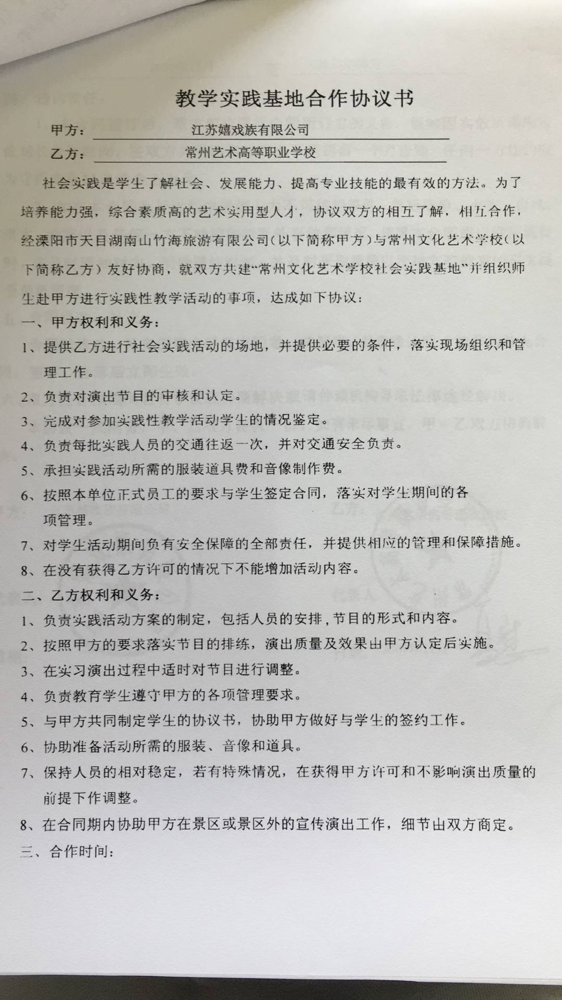 教学实践基地合作协议书
甲方：江苏嬉戏族有限公司
乙方：常州艺术高等职业学校
社会实践是学生了解社会、发展能力、提高专业技能的最有效的方法。为了
培养能力强，综合素质高的艺术实用型人才，协议双方的相互了解，相互合作，
经溧阳市天目湖南山竹海旅游有限公司(以下简称甲方)与常州文化艺术学校(以
下简称乙方）友好协商，就双方共建“常州文化艺术学校社会实践基地”并组织师
生赴甲方进行实践性教学活动的事项，达成如下协议：
一、甲方权利和义务：
1、提供乙方进行社会实践活动的场地，并提供必要的条件，落实现场组织和管
理工作。
2、负责对演出节目的审核和认定。
3、完成对参加实践性教学活动学生的情况鉴定。
4、负责每批实践人员的交通往返一次，并对交通安全负责。
5、承担实践活动所需的服装道具费和音像制作费。
6、按照本单位正式员工的要求与学生签定合同，落实对学生期间的各
项管理。
7、对学生活动期间负有安全保障的全部责任，并提供相应的管理和保障措施。
8、在没有获得乙方许可的情况下不能增加活动内容。
二、乙方权利和义务：
1、负责实践活动方案的制定，包括人员的安排,节目的形式和内容。
2、按照甲方的要求落实节目的排练，演出质量及效果由甲方认定后实施。
3、在实习演出过程中适时对节目进行调整。
4、负责教育学生遵守甲方的各项管理要求。
5、与甲方共同制定学生的协议书，协助甲方做好与学生的签约工作。
6、协助准备活动所需的服装、音像和道具。
7、保持人员的相对稳定，若有特殊情况，在获得甲方许可和不影响演出质量的
前提下作调整。
8、在合同期内协助甲方在景区或景区外的宣传演出工作，细节由双方商定。
三、合作时间：